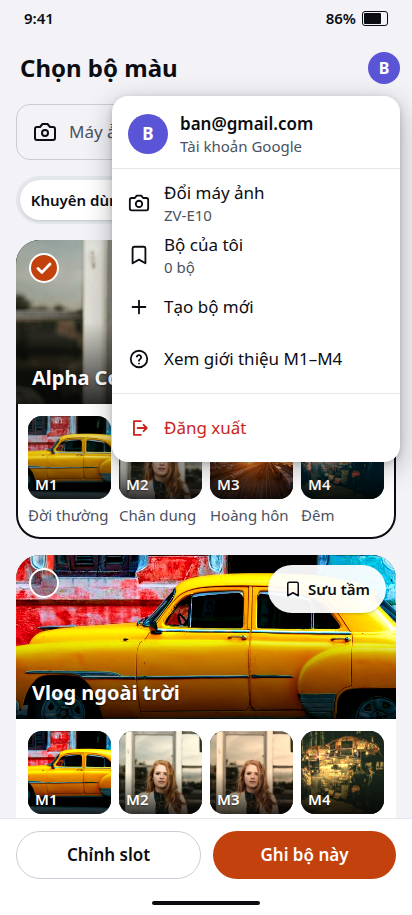 9:41
86%
Chọn bộ màu
B
Máy ả
B
ban@gmail.com
Tài khoản Google
Khuyên dùn
Đổi máy ảnh
ZV-E10
Bộ của tôi
0 bộ
Tạo bộ mới
Xem giới thiệu M1–M4
Đăng xuất
Alpha Co
M1
M2
M3
M4
Đời thường
Chân dung
Hoàng hôn
Đêm
Sưu tầm
Vlog ngoài trời
M1
M2
M3
M4
Chỉnh slot
Ghi bộ này